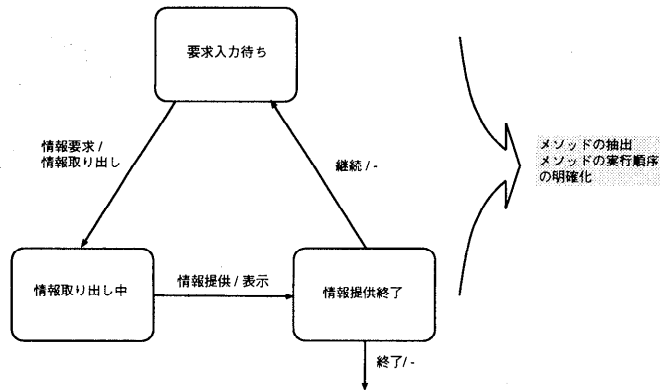 要求入力待ち
情報要求 /
情報取り出し
継続 / -
メソッドの抽出
メソッドの実行順序
の明確化
情報取り出し中
情報提供 / 表示
情報提供終了
終了/ -